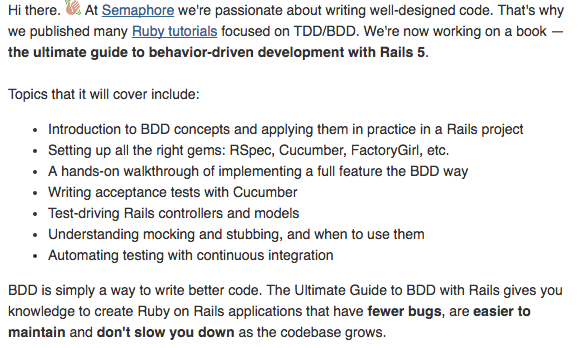 Hi there. 👋 At Semaphore we're passionate about writing well-designed code. That's why
we published many Ruby tutorials focused on TDD/BDD. We're now working on a book —
the ultimate guide to behavior-driven development with Rails 5.
Topics that it will cover include:
• Introduction to BDD concepts and applying them in practice in a Rails project
• Setting up all the right gems: RSpec, Cucumber, FactoryGirl, etc.
• A hands-on walkthrough of implementing a full feature the BDD way
• Writing acceptance tests with Cucumber
• Test-driving Rails controllers and models
• Understanding mocking and stubbing, and when to use them
• Automating testing with continuous integration
BDD is simply a way to write better code. The Ultimate Guide to BDD with Rails gives you
knowledge to create Ruby on Rails applications that have fewer bugs, are easier to
maintain and don't slow you down as the codebase grows.